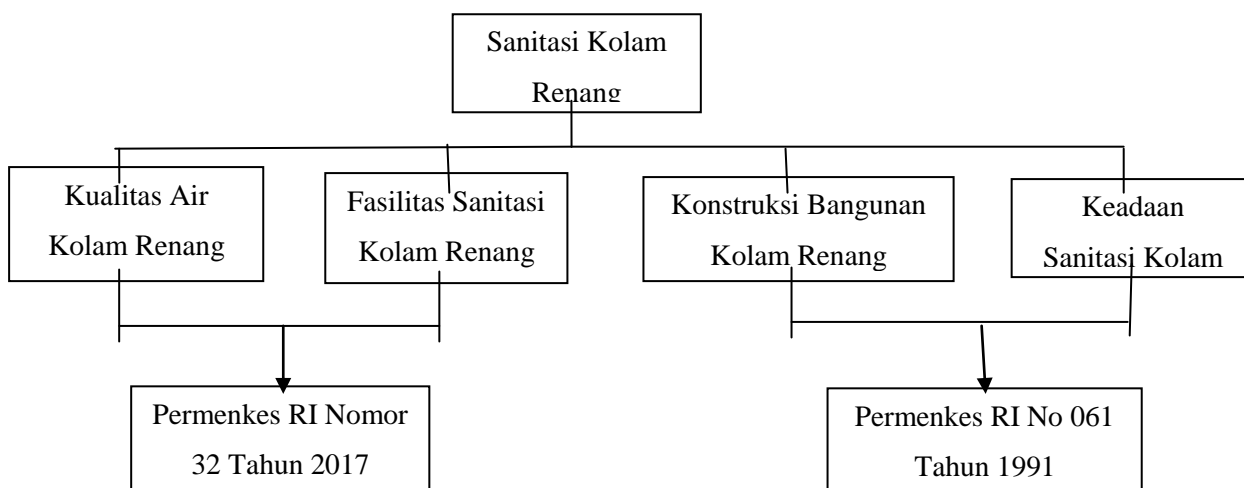 Sanitasi Kolam
Renang
Kualitas Air
Kolam Renang
Fasilitas Sanitasi
Kolam Renang
Konstruksi Bangunan
Kolam Renang
Keadaan
Sanitasi Kolam
Permenkes RI Nomor
32 Tahun 2017
Permenkes RI No 061
Tahun 1991